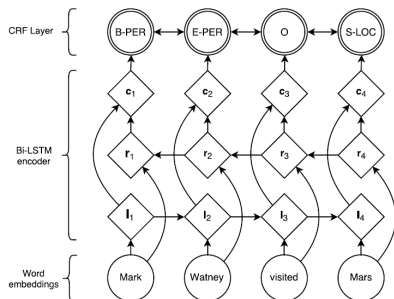 CRF Layer
B-PER E-PER O S-LOC
Bi-LSTM
encoder
c1 c2 c3 c4
r1 r2 r3 r4
l1 l2 l3 l4
Word
embeddings
Mark Watney visited Mars